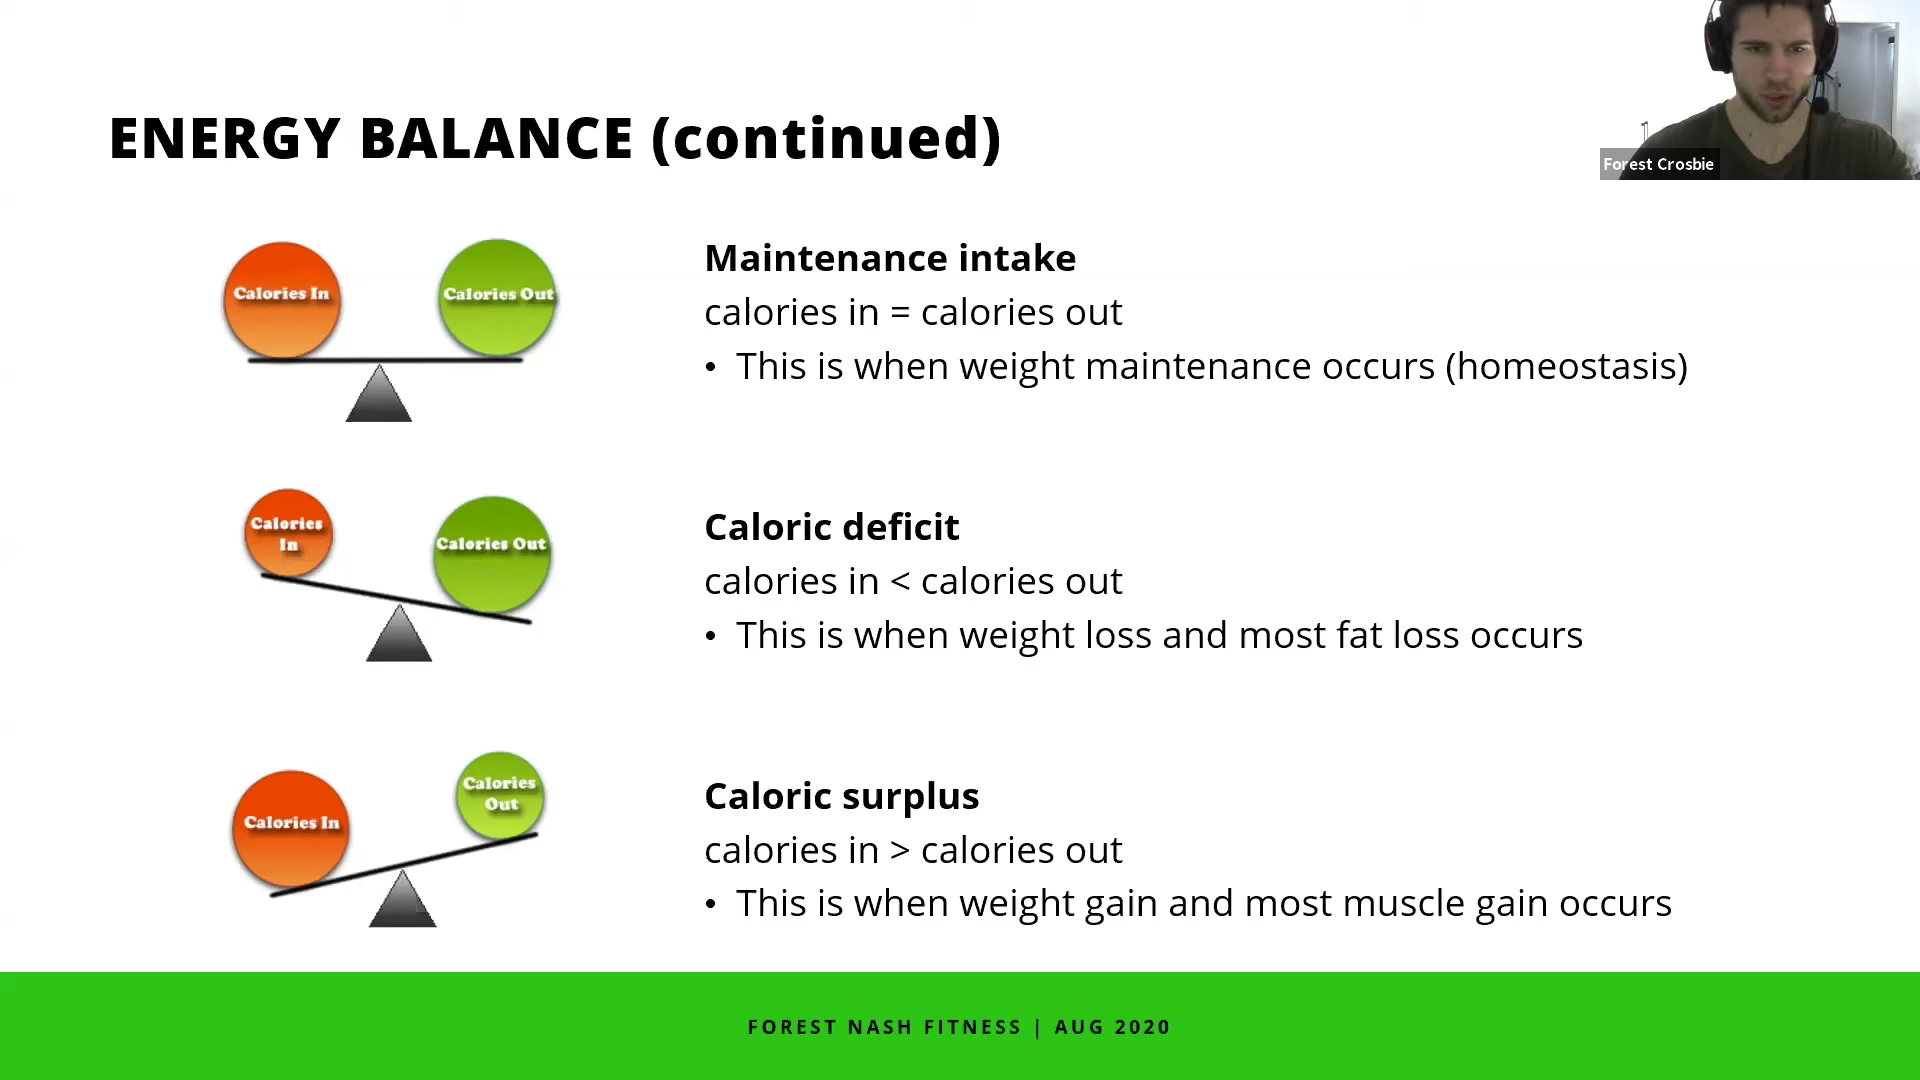 Forest Crosbie
ENERGY BALANCE (continued)
Calories In
Calories Out
Maintenance intake
calories in = calories out
• This is when weight maintenance occurs (homeostasis)
Calories
In
Calories Out
Caloric deficit
calories in < calories out
• This is when weight loss and most fat loss occurs
Calories In
Calories
Out
Caloric surplus
calories in > calories out
• This is when weight gain and most muscle gain occurs
FOREST NASH FITNESS | AUG 2020